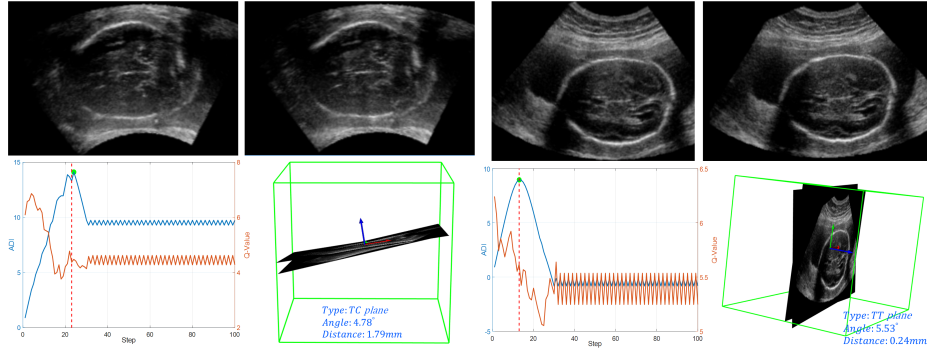 15
10
5
0
ADI
8
6
4
2
Q-Value
0
20
40
60
80
100
Step
Type: TC plane
Angle: 4.78°
Distance: 1.79mm
10
5
0
-5
ADI
6.5
6
5.5
5
Q-Value
0
20
40
60
80
100
Step
Type: TT plane
Angle: 5.53°
Distance: 0.24mm